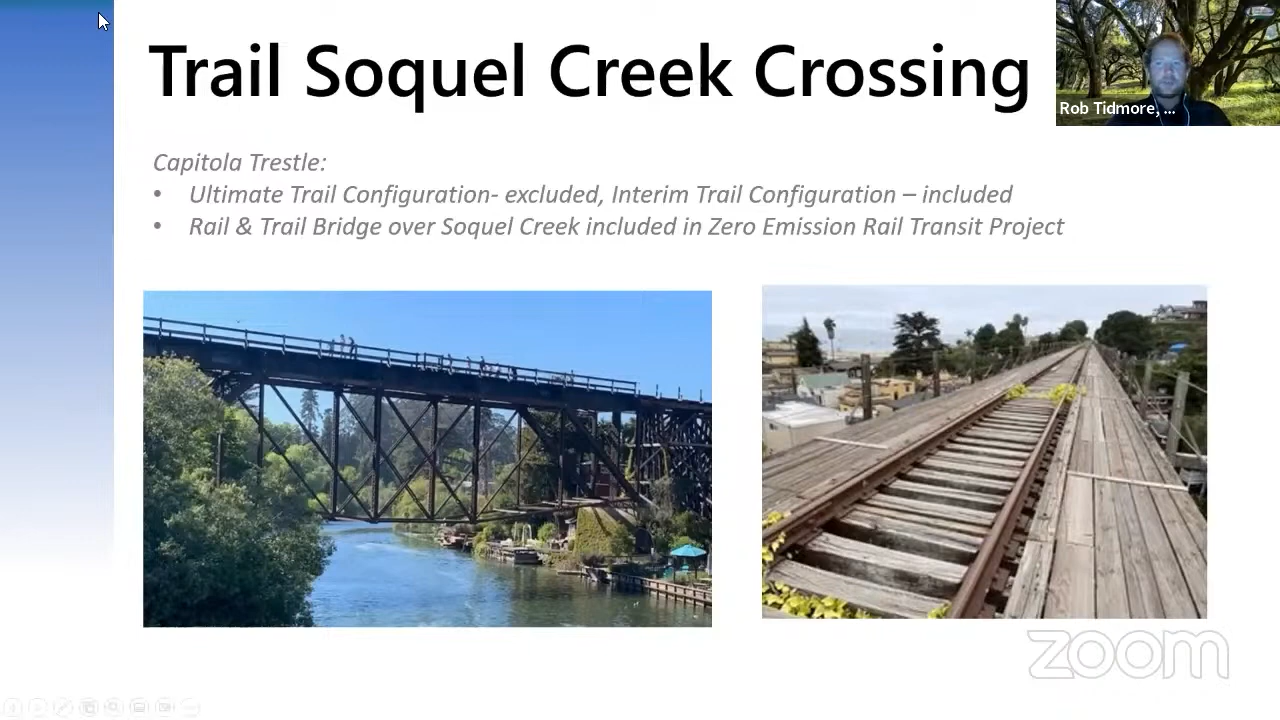 Trail Soquel Creek Crossing
Rob Tidmore, ...
Capitola Trestle:
• Ultimate Trail Configuration- excluded, Interim Trail Configuration – included
• Rail & Trail Bridge over Soquel Creek included in Zero Emission Rail Transit Project
zoom